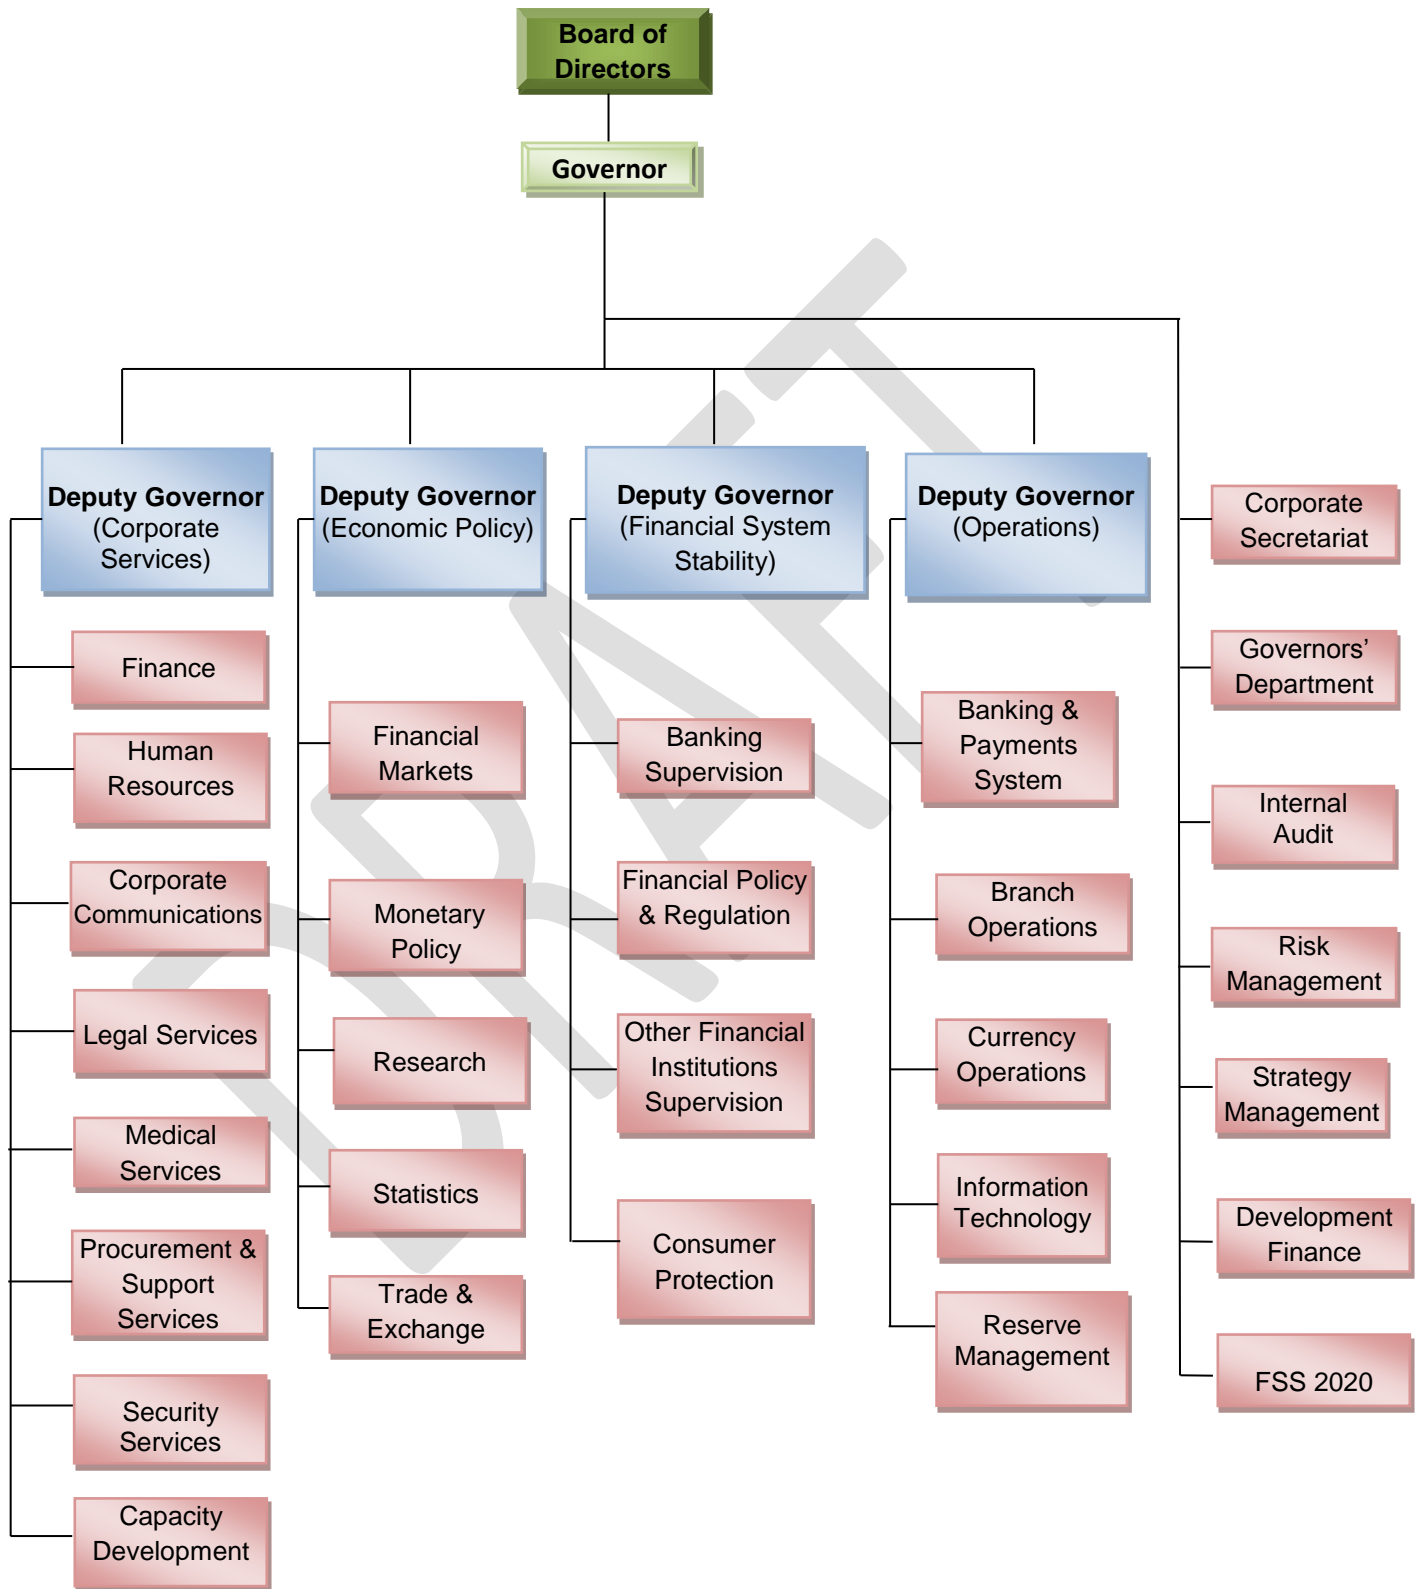 Board of
Directors
Governor
Deputy Governor
(Corporate
Services)
Finance
Human
Resources
Corporate
Communications
Legal Services
Medical
Services
Procurement &
Support
Services
Security
Services
Capacity
Development
Deputy Governor
(Economic Policy)
Financial
Markets
Monetary
Policy
Research
Statistics
Trade &
Exchange
Deputy Governor
(Financial System
Stability)
Banking
Supervision
Financial Policy
& Regulation
Other Financial
Institutions
Supervision
Consumer
Protection
Deputy Governor
(Operations)
Banking &
Payments
System
Branch
Operations
Currency
Operations
Information
Technology
Reserve
Management
Corporate
Secretariat
Governors’
Department
Internal
Audit
Risk
Management
Strategy
Management
Development
Finance
FSS 2020
DRAFT